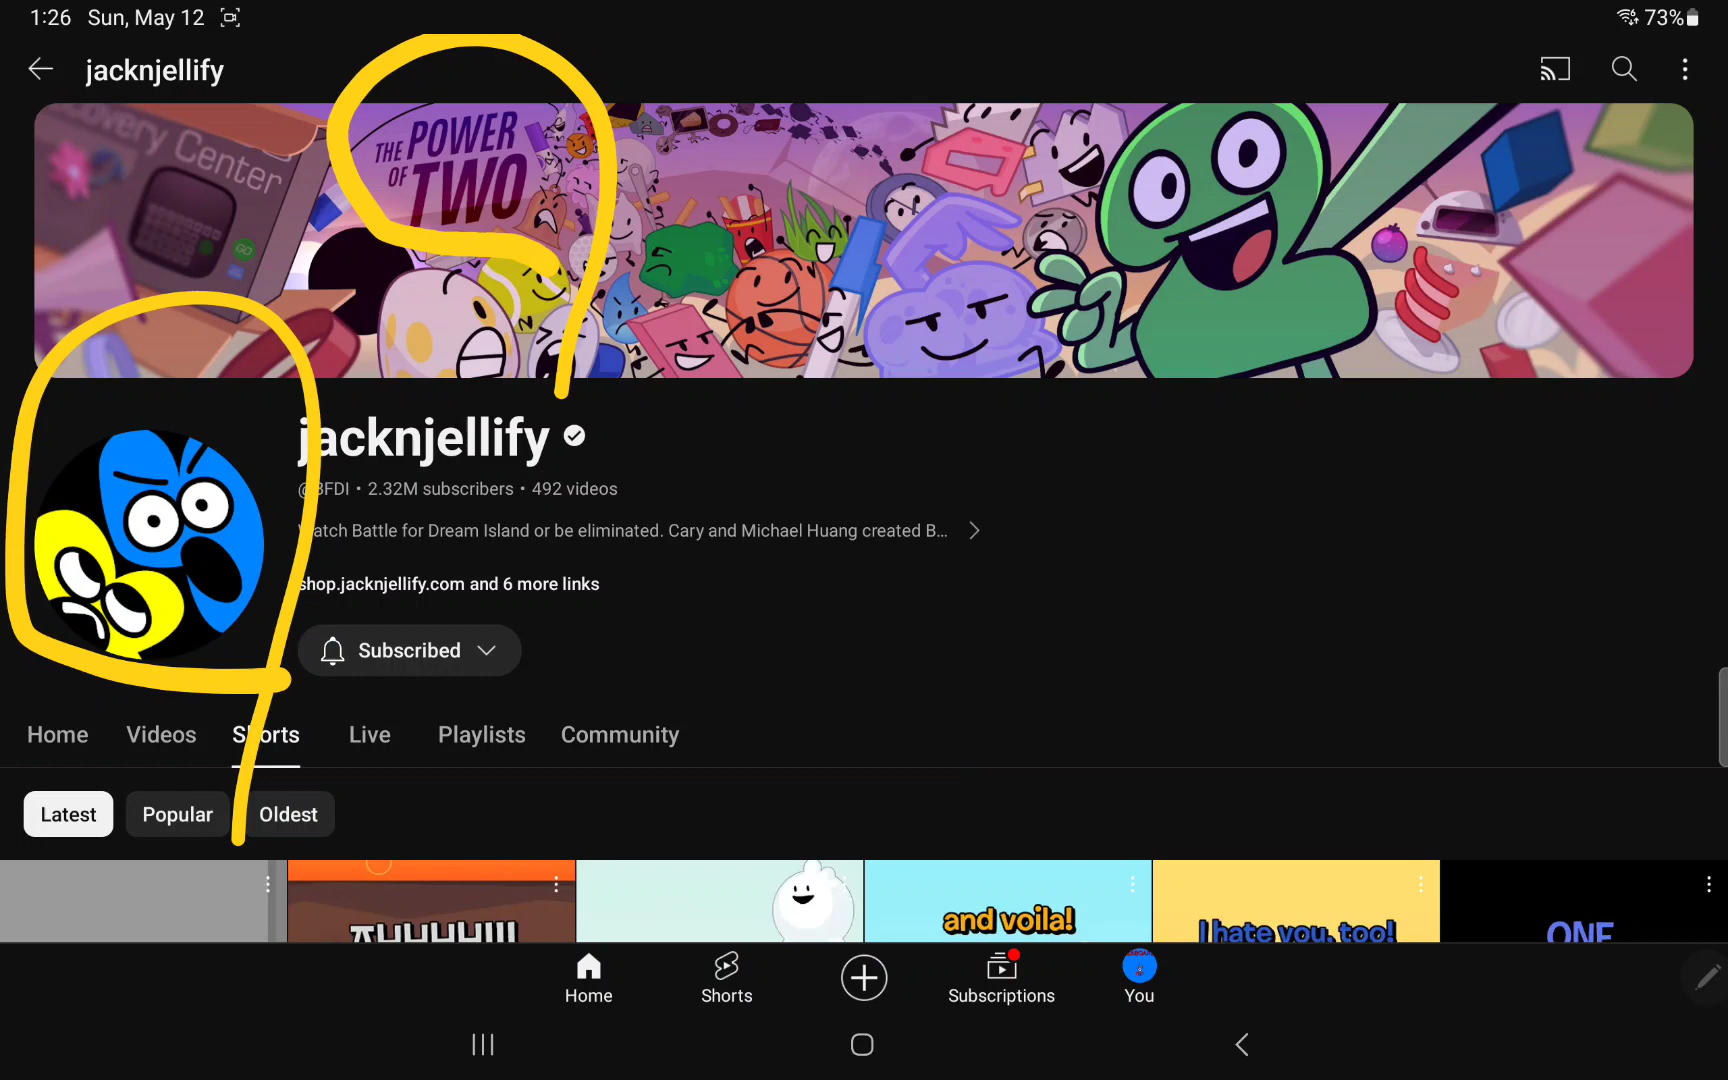 1:26 Sun, May 12
73%
jacknjellify
covery Center
GO
THE POWER
OF TWO
jacknjellify
@BFDI • 2.32M subscribers • 492 videos
Watch Battle for Dream Island or be eliminated. Cary and Michael Huang created B...
shop.jacknjellify.com and 6 more links
Subscribed
Home Videos Shorts Live Playlists Community
Latest Popular Oldest
and voila!
I hate you, too!
ONE
Home Shorts Subscriptions You